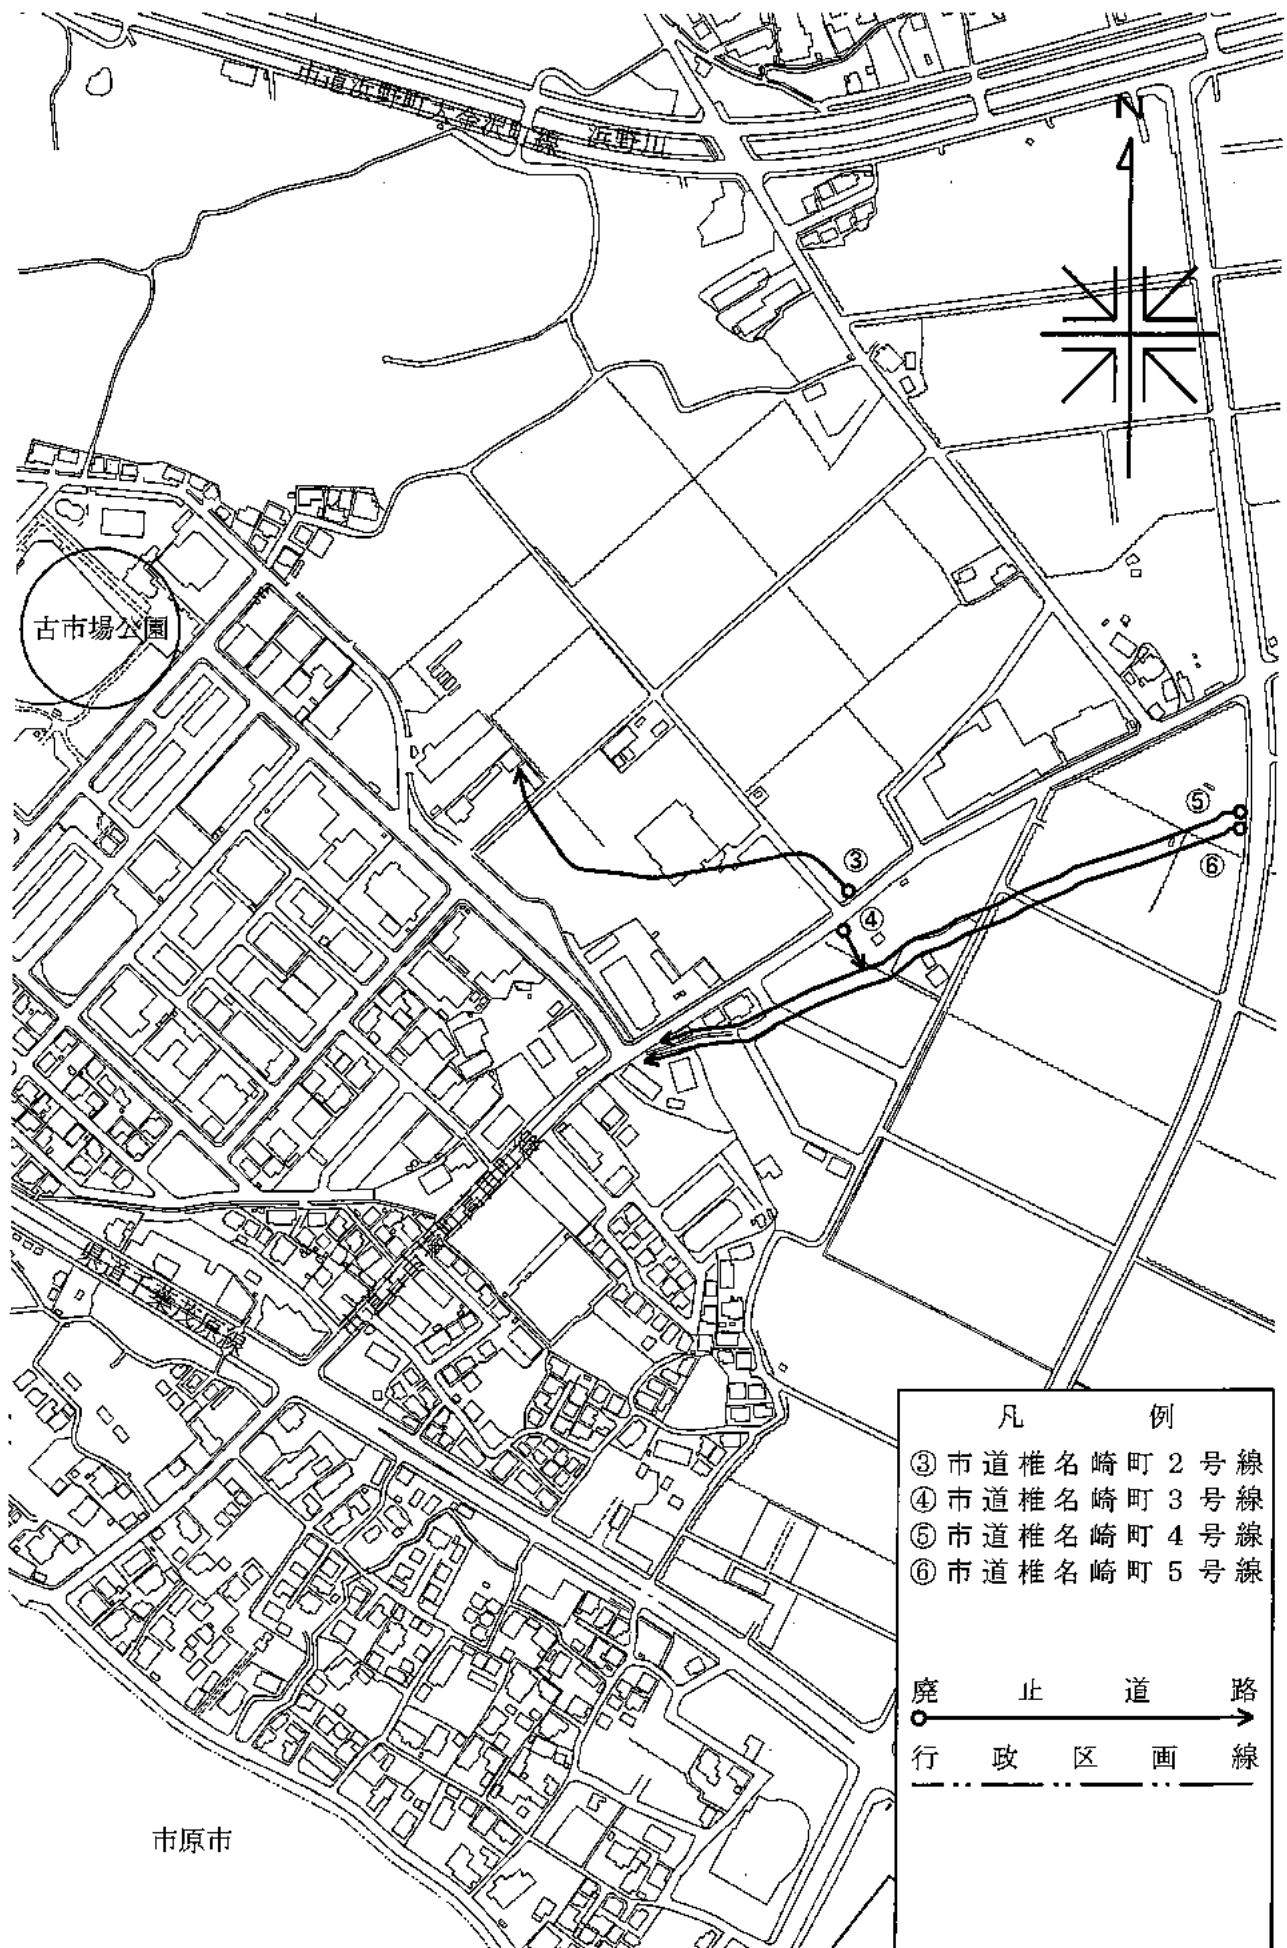 市道浜野町大金沢町線
浜野川
N
古市場公園
③
④
⑤
⑥
県道千葉茂原線
市原市
凡例
③市道椎名崎町2号線
④市道椎名崎町3号線
⑤市道椎名崎町4号線
⑥市道椎名崎町5号線
廃止道路
行政区画線